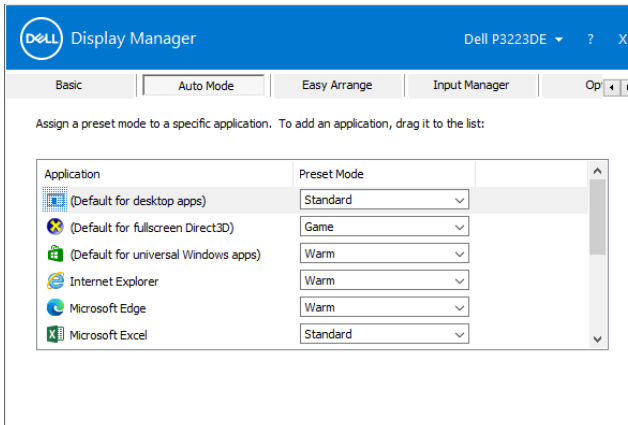 DELL Display Manager Dell P3223DE ? X
Basic Auto Mode Easy Arrange Input Manager
Assign a preset mode to a specific application. To add an application, drag it to the list:
Application Preset Mode
(Default for desktop apps) Standard
(Default for fullscreen Direct3D) Game
(Default for universal Windows apps) Warm
Internet Explorer Warm
Microsoft Edge Warm
Microsoft Excel Standard